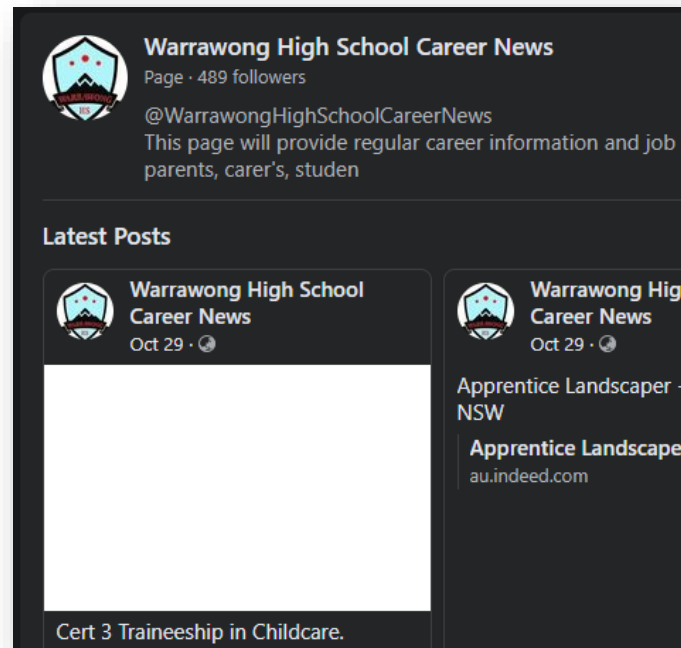 Warrawong High School Career News
Page · 489 followers
@WarrawongHighSchoolCareerNews
This page will provide regular career information and job
parents, carer's, studen
Latest Posts
Warrawong High School
Career News
Oct 29 ·
Cert 3 Traineeship in Childcare.
Warrawong Hig
Career News
Oct 29 ·
Apprentice Landscaper -
NSW
Apprentice Landscape
au.indeed.com
WARRAWONG
HS